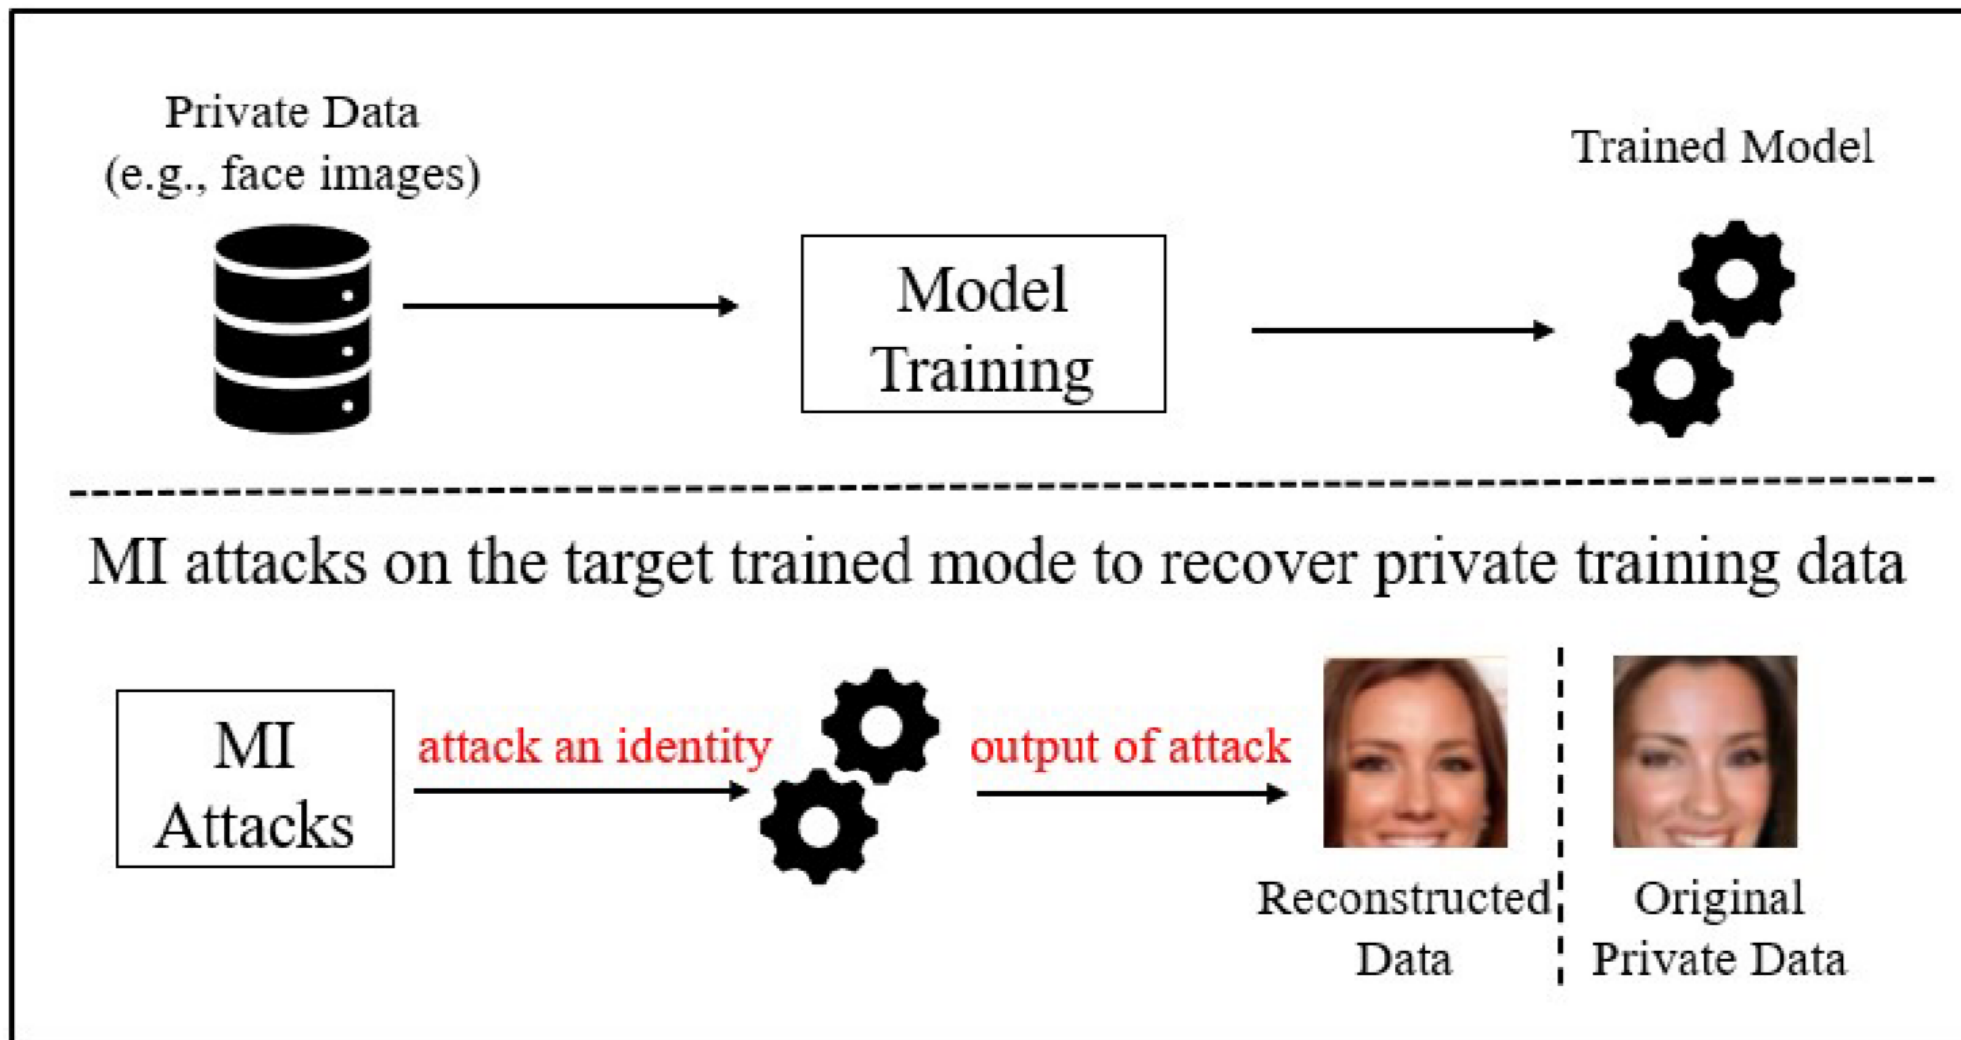 Private Data
(e.g., face images)
Trained Model
Model
Training
MI attacks on the target trained mode to recover private training data
MI
Attacks
attack an identity
output of attack
Reconstructed
Data
Original
Private Data